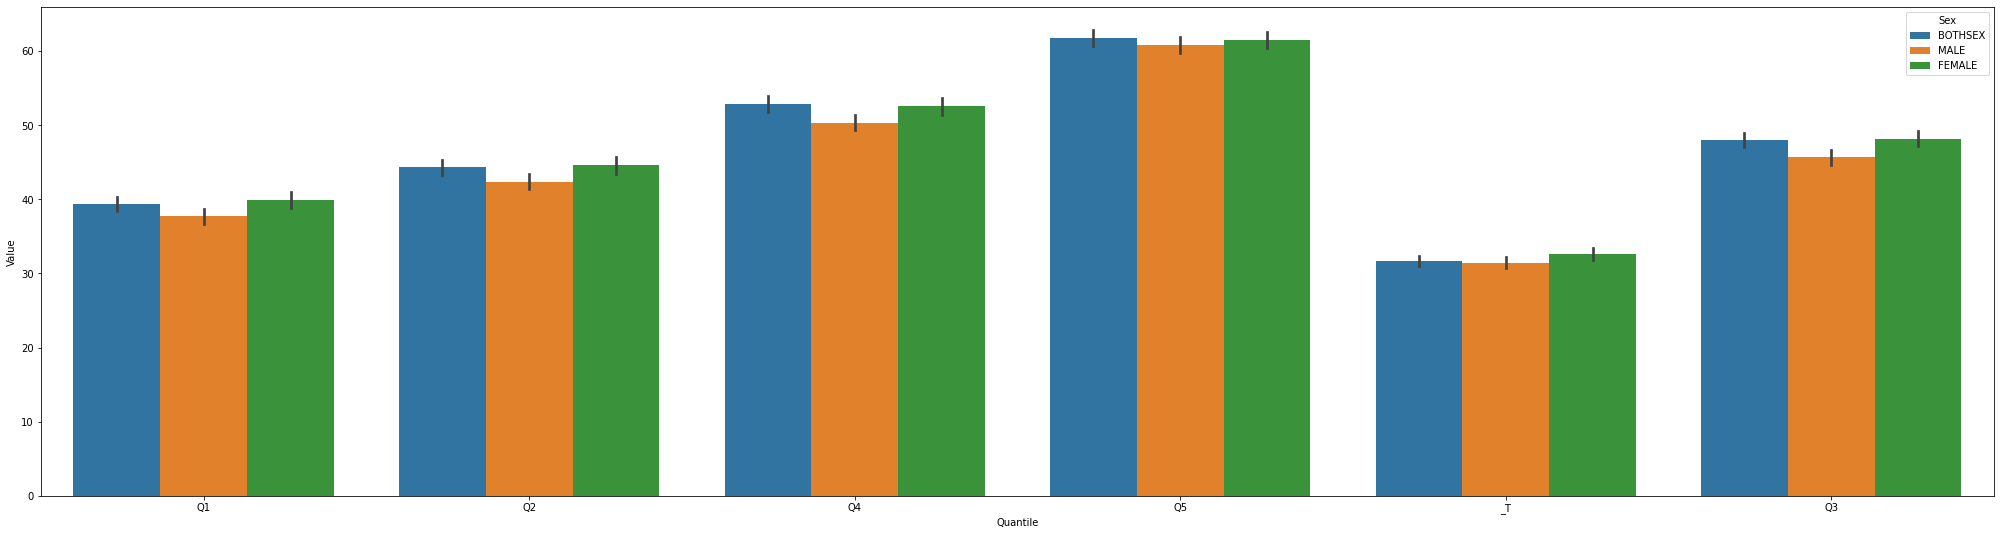 Sex
BOTHSEX
MALE
FEMALE
Value
60
50
40
30
20
10
0
Q1 Q2 Q4 Q5 _T Q3
Quantile